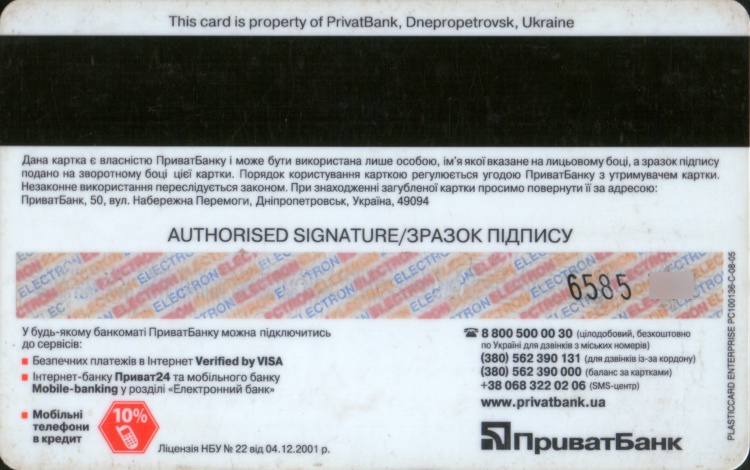 This card is property of PrivatBank, Dnepropetrovsk, Ukraine
Дана картка є власністю ПриватБанку і може бути використана лише особою, ім'я якої вказане на лицьовому боці, а зразок підпису
подано на зворотному боці цієї картки. Порядок користування карткою регулюється угодою ПриватБанку з утримувачем картки.
Незаконне використання переслідується законом. При знаходженні загубленої картки просимо повернути її за адресою:
ПриватБанк, 50, вул. Набережна Перемоги, Дніпропетровськ, Україна, 49094
AUTHORISED SIGNATURE/ЗРАЗОК ПІДПИСУ
ELECTRON ELECTRON ELECTRON ELECTRON
6585
У будь-якому банкоматі ПриватБанку можна підключитись
до сервісів:
Безпечних платежів в Інтернет Verified by VISA
Інтернет-банку Приват24 та мобільного банку
Mobile-banking у розділі «Електронний банк»
Мобільні
телефони
в кредит
10%
Ліцензія НБУ № 22 від 04.12.2001 р.
☎ 8 800 500 00 30 (цілодобовий, безкоштовно
по Україні для дзвінків з міських номерів)
(380) 562 390 131 (для дзвінків із-за кордону)
(380) 562 390 000 (баланс за картками)
+38 068 322 02 06 (SMS-центр)
www.privatbank.ua
ПриватБанк
PLASTICCARD ENTERPRISE PC100136-C-08-05